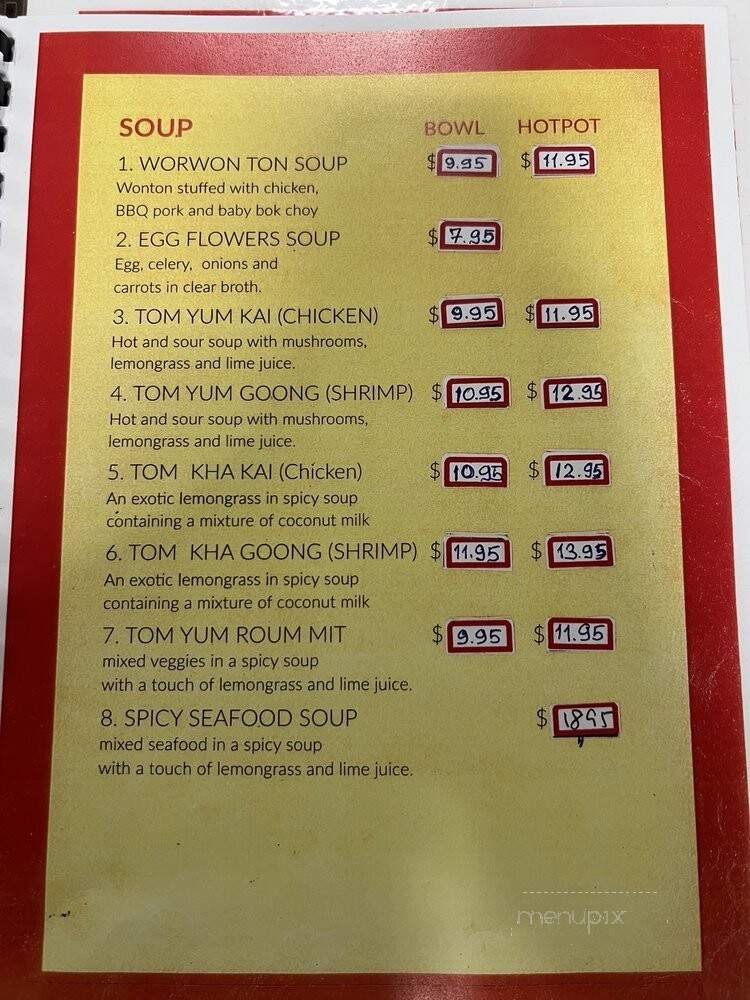 SOUP BOWL HOTPOT
1. WORWON TON SOUP $ 9.95 $ 11.95
Wonton stuffed with chicken,
BBQ pork and baby bok choy
2. EGG FLOWERS SOUP $ 7.95
Egg, celery, onions and
carrots in clear broth.
3. TOM YUM KAI (CHICKEN) $ 9.95 $ 11.95
Hot and sour soup with mushrooms,
lemongrass and lime juice.
4. TOM YUM GOONG (SHRIMP) $ 10.95 $ 12.95
Hot and sour soup with mushrooms,
lemongrass and lime juice.
5. TOM KHA KAI (Chicken) $ 10.95 $ 12.95
An exotic lemongrass in spicy soup
containing a mixture of coconut milk
6. TOM KHA GOONG (SHRIMP) $ 11.95 $ 13.95
An exotic lemongrass in spicy soup
containing a mixture of coconut milk
7. TOM YUM ROUM MIT $ 9.95 $ 11.95
mixed veggies in a spicy soup
with a touch of lemongrass and lime juice.
8. SPICY SEAFOOD SOUP $ 1895
mixed seafood in a spicy soup
with a touch of lemongrass and lime juice.
menupix